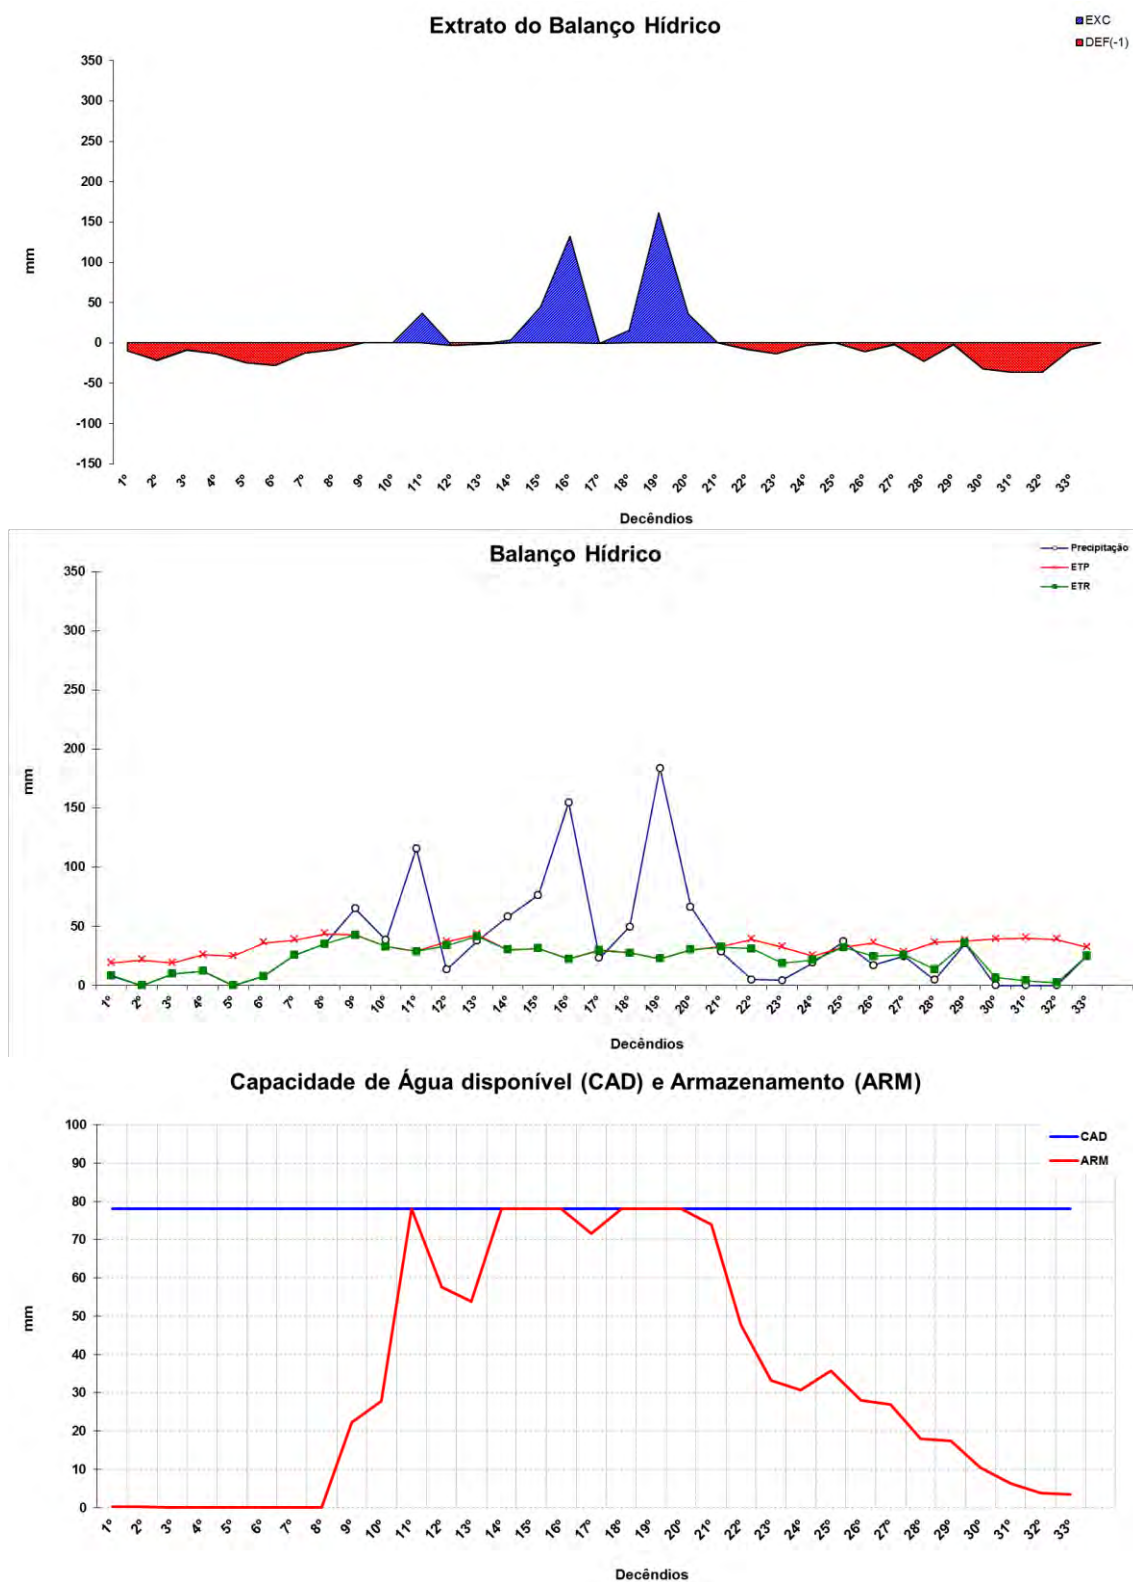 Extrato do Balanço Hídrico
EXC
DEF(-1)
350
300
250
200
150
100
50
0
-50
-100
-150
mm
1º 2º 3º 4º 5º 6º 7º 8º 9º 10º 11º 12º 13º 14º 15º 16º 17º 18º 19º 20º 21º 22º 23º 24º 25º 26º 27º 28º 29º 30º 31º 32º 33º
Decêndios
Balanço Hídrico
Precipitação
ETP
ETR
350
300
250
200
150
100
50
0
mm
1º 2º 3º 4º 5º 6º 7º 8º 9º 10º 11º 12º 13º 14º 15º 16º 17º 18º 19º 20º 21º 22º 23º 24º 25º 26º 27º 28º 29º 30º 31º 32º 33º
Decêndios
Capacidade de Água disponível (CAD) e Armazenamento (ARM)
CAD
ARM
100
90
80
70
60
50
40
30
20
10
0
mm
1º 2º 3º 4º 5º 6º 7º 8º 9º 10º 11º 12º 13º 14º 15º 16º 17º 18º 19º 20º 21º 22º 23º 24º 25º 26º 27º 28º 29º 30º 31º 32º 33º
Decêndios